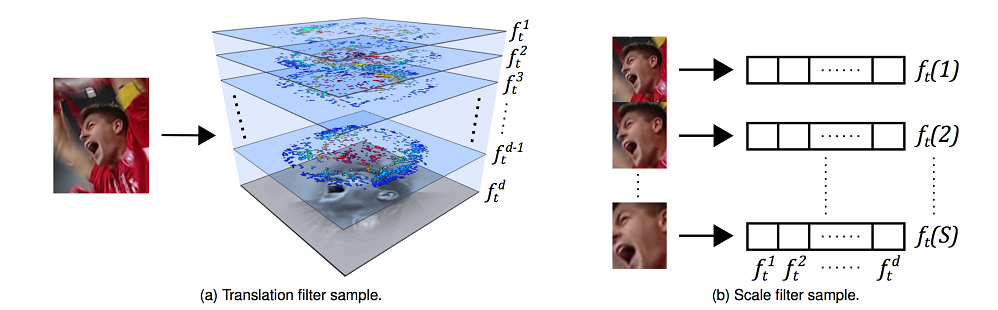 f_t^1
f_t^2
f_t^3
f_t^{d-1}
f_t^d
(a) Translation filter sample.
f_t(1)
f_t(2)
f_t(S)
f_t^1 f_t^2 ...... f_t^d
(b) Scale filter sample.